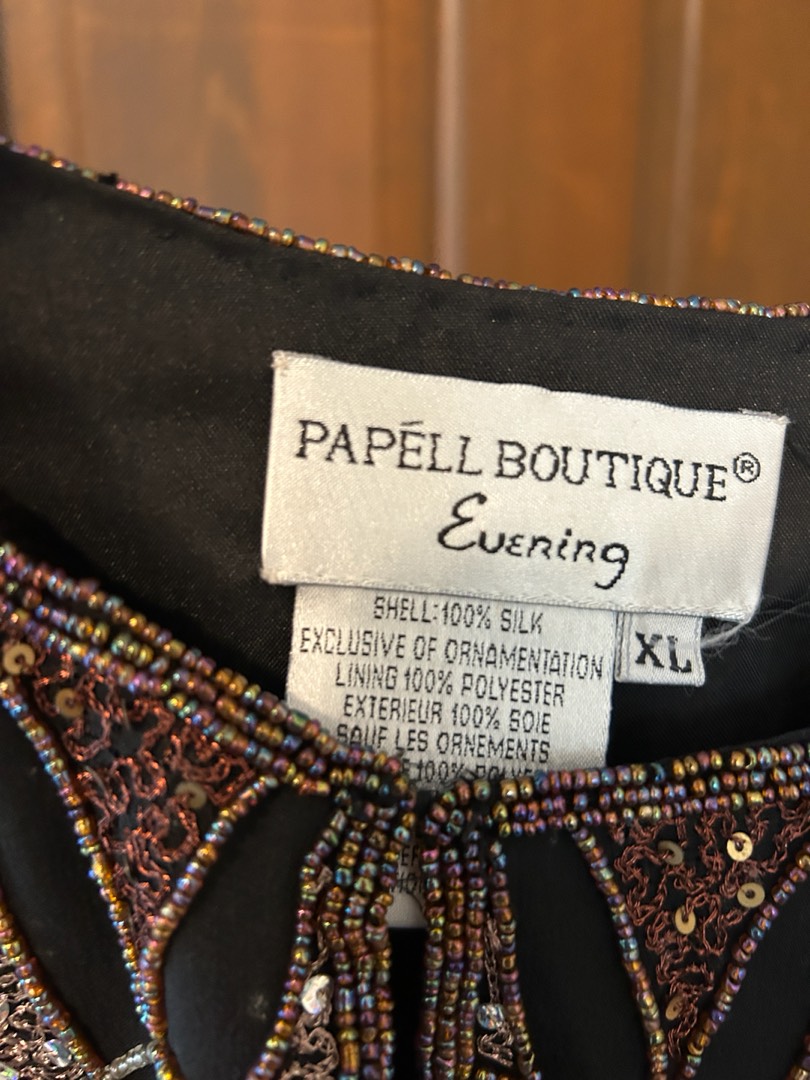 PAPÉLL BOUTIQUE®
Evening
XL
SHELL:100% SILK
EXCLUSIVE OF ORNAMENTATION
LINING 100% POLYESTER
EXTERIEUR 100% SOIE
SAUF LES ORNEMENTS
100%